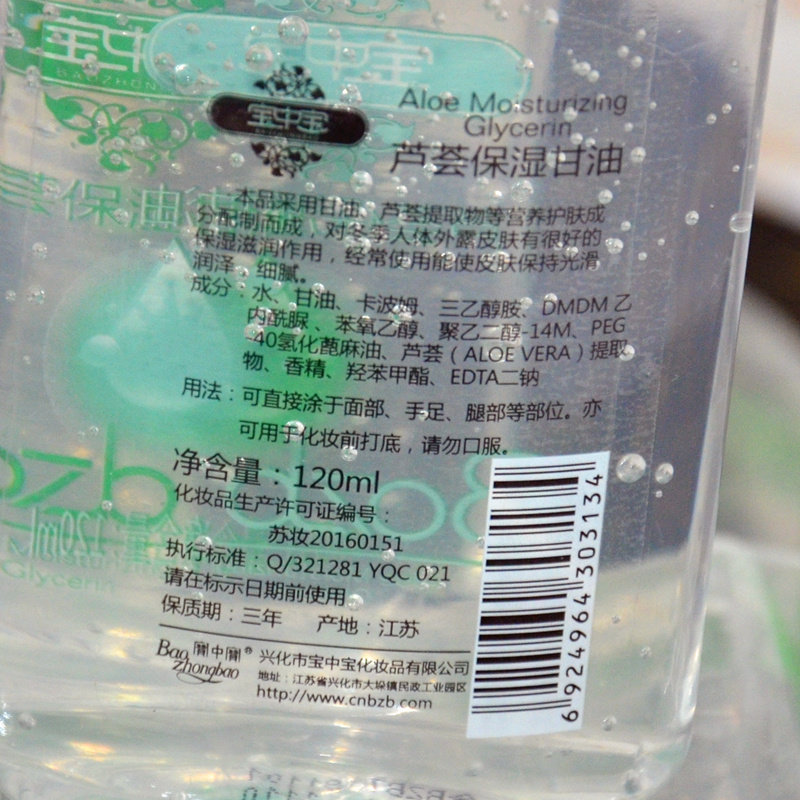 宝中宝
Aloe Moisturizing
Glycerin
芦荟保湿甘油
本品采用甘油、芦荟提取物等营养护肤成
分配制而成，对冬季人体外露皮肤有很好的
保湿滋润作用，经常使用能使皮肤保持光滑
润泽、细腻。
成分：水、甘油、卡波姆、三乙醇胺、DMDM 乙
内酰脲、苯氧乙醇、聚乙二醇-14M、PEG
-40氢化蓖麻油、芦荟（ALOE VERA）提取
物、香精、羟苯甲酯、EDTA二钠
用法：可直接涂于面部、手足、腿部等部位。亦
可用于化妆前打底，请勿口服。
净含量：120ml
化妆品生产许可证编号：
苏妆20160151
执行标准：Q/321281 YQC 021
请在标示日期前使用
保质期：三年 产地：江苏
Bao zhongbao 寳中寳® 兴化市宝中宝化妆品有限公司
地址：江苏省兴化市大垛镇民政工业园区
http://www.cnbzb.com
6 924964 303134